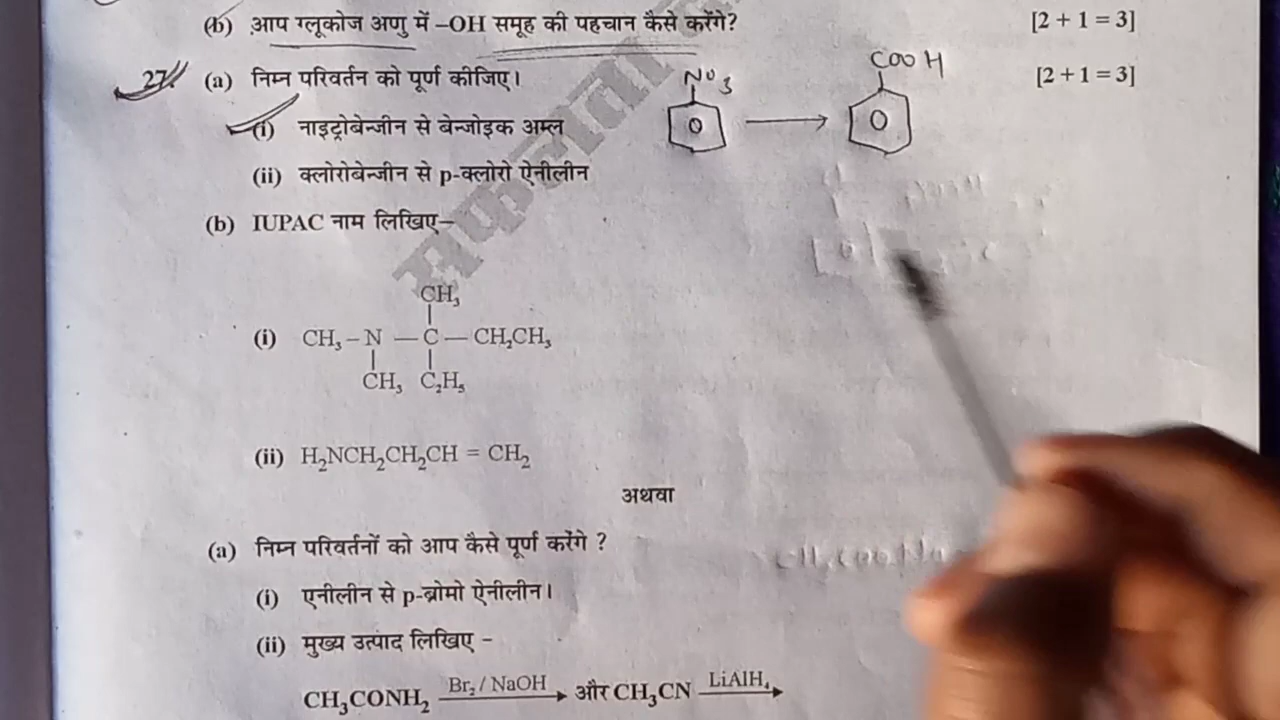 (b) आप ग्लूकोज अणु में –OH समूह की पहचान कैसे करेंगे? [2 + 1 = 3]
27. (a) निम्न परिवर्तन को पूर्ण कीजिए। [2 + 1 = 3]
NO3 COOH
(i) नाइट्रोबेन्जीन से बेन्जोइक अम्ल
(ii) क्लोरोबेन्जीन से p-क्लोरो ऐनीलीन
(b) IUPAC नाम लिखिए–
सफलता
CH₃
(i) CH₃ – N — C — CH₂CH₃
CH₃ C₂H₅
(ii) H₂NCH₂CH₂CH = CH₂
अथवा
(a) निम्न परिवर्तनों को आप कैसे पूर्ण करेंगे ?
(i) एनीलीन से p-ब्रोमो ऐनीलीन।
(ii) मुख्य उत्पाद लिखिए –
CH₃CONH₂ Br₂ / NaOH → और CH₃CN LiAlH₄ →